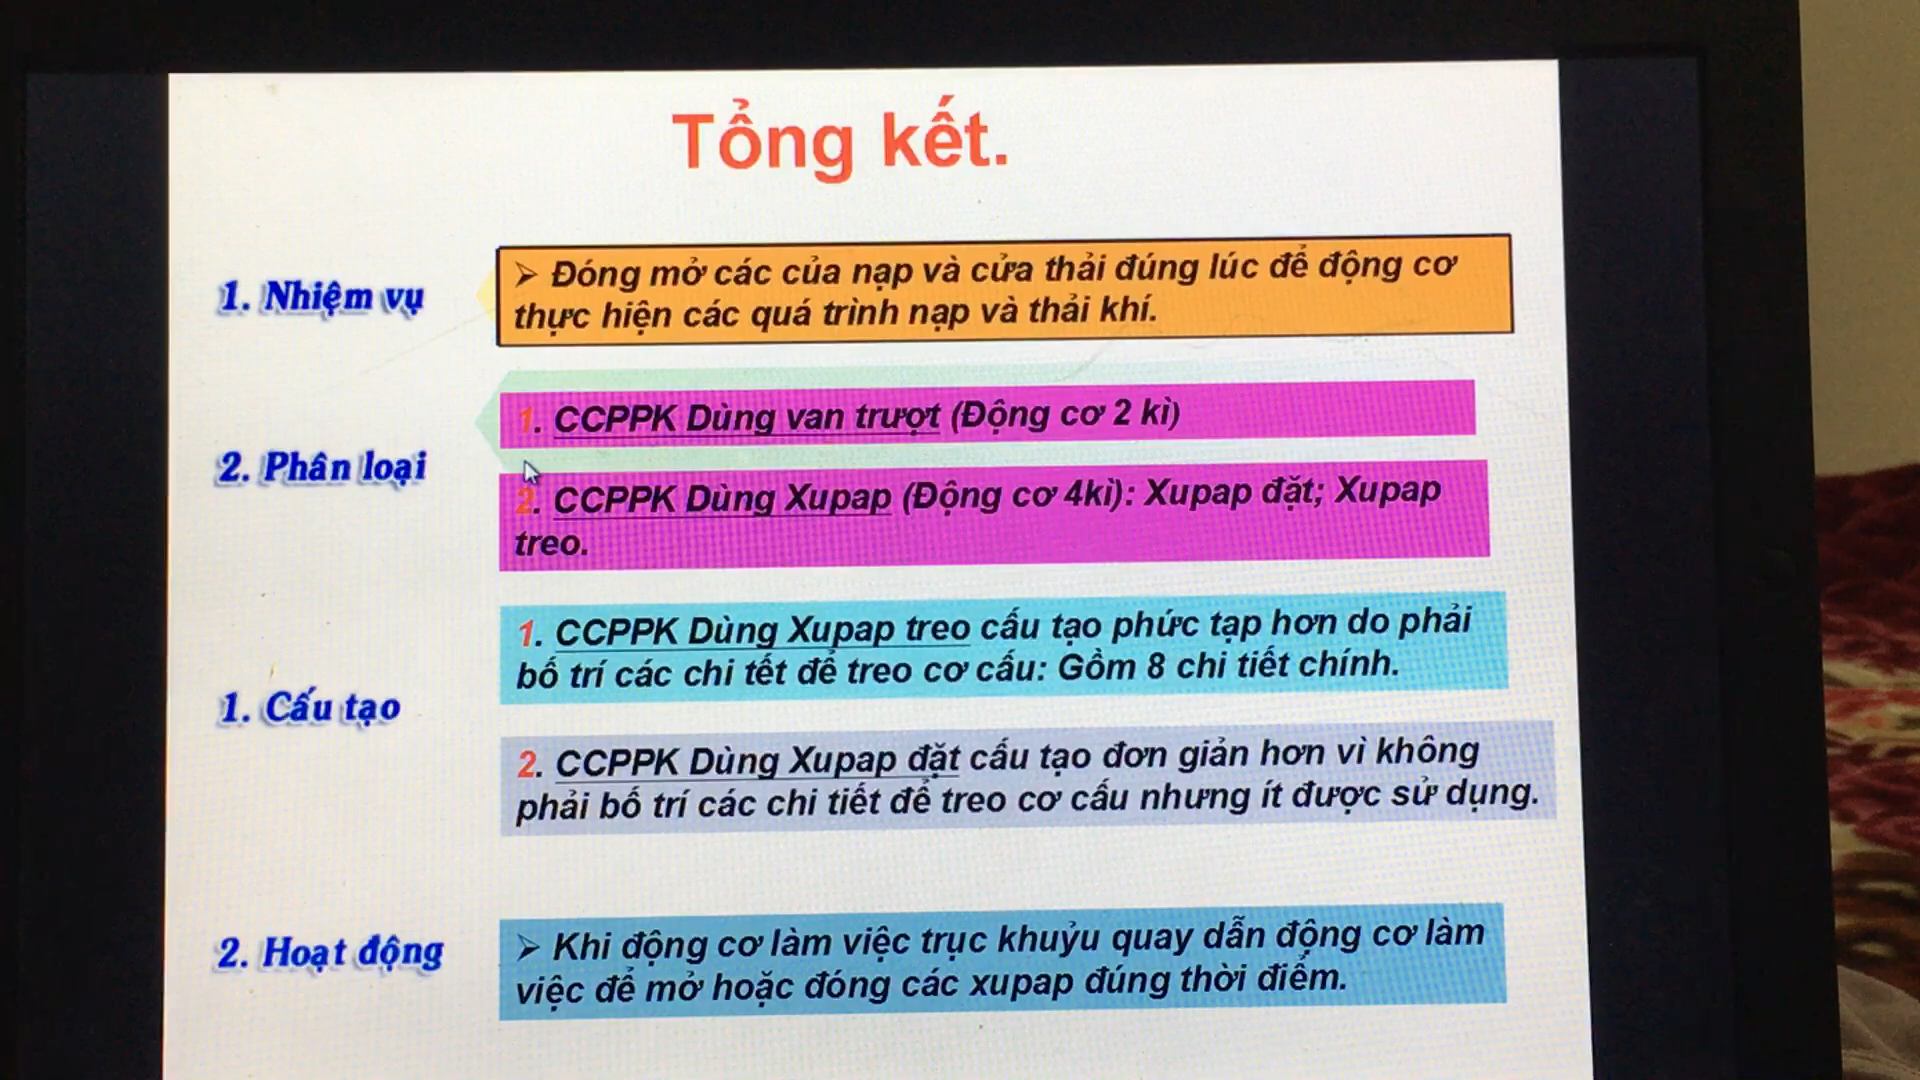 Tổng kết.
1. Nhiệm vụ
➢ Đóng mở các của nạp và cửa thải đúng lúc để động cơ
thực hiện các quá trình nạp và thải khí.
2. Phân loại
1. CCPPK Dùng van trượt (Động cơ 2 kì)
2. CCPPK Dùng Xupap (Động cơ 4kì): Xupap đặt; Xupap
treo.
1. Cấu tạo
1. CCPPK Dùng Xupap treo cấu tạo phức tạp hơn do phải
bố trí các chi tết để treo cơ cấu: Gồm 8 chi tiết chính.
2. CCPPK Dùng Xupap đặt cấu tạo đơn giản hơn vì không
phải bố trí các chi tiết để treo cơ cấu nhưng ít được sử dụng.
2. Hoạt động
➢ Khi động cơ làm việc trục khuỷu quay dẫn động cơ làm
việc để mở hoặc đóng các xupap đúng thời điểm.